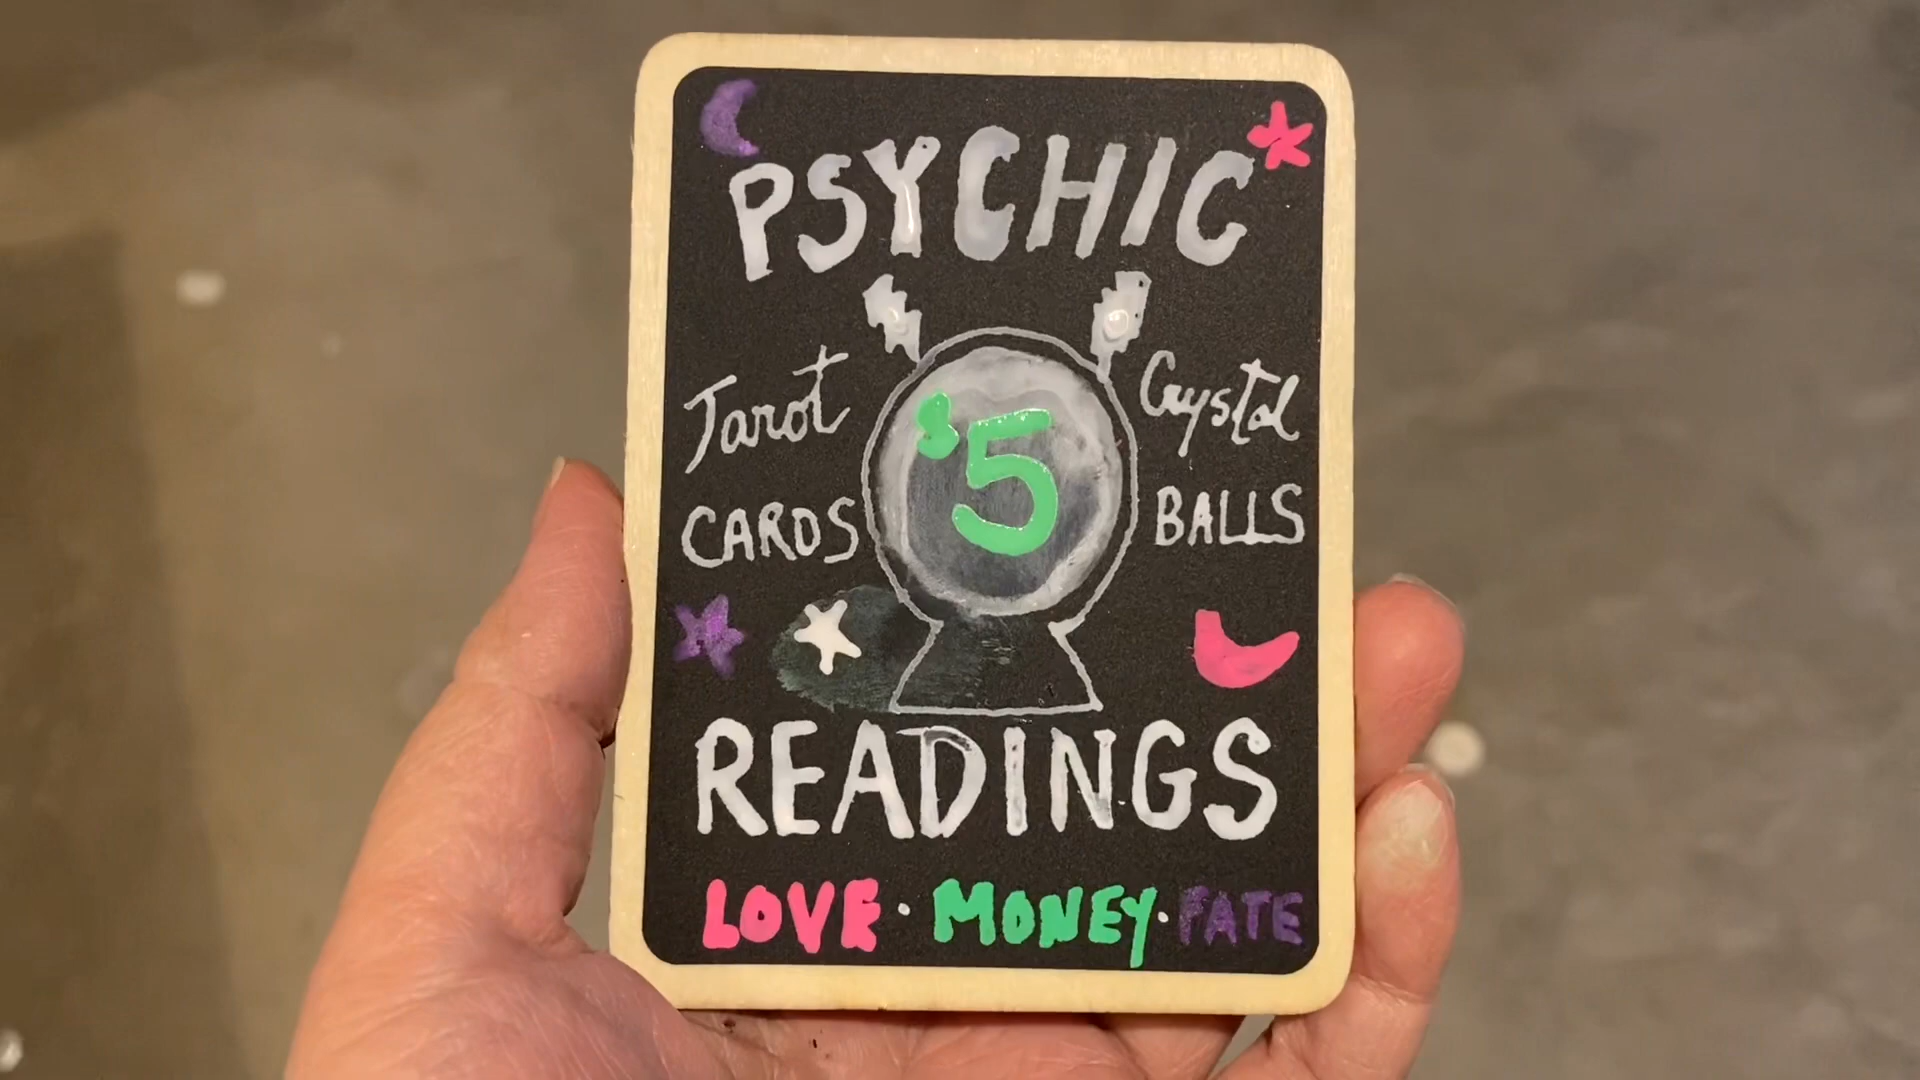 PSYCHIC
Tarot
CARDS
$5
Crystal
BALLS
READINGS
LOVE · MONEY · FATE